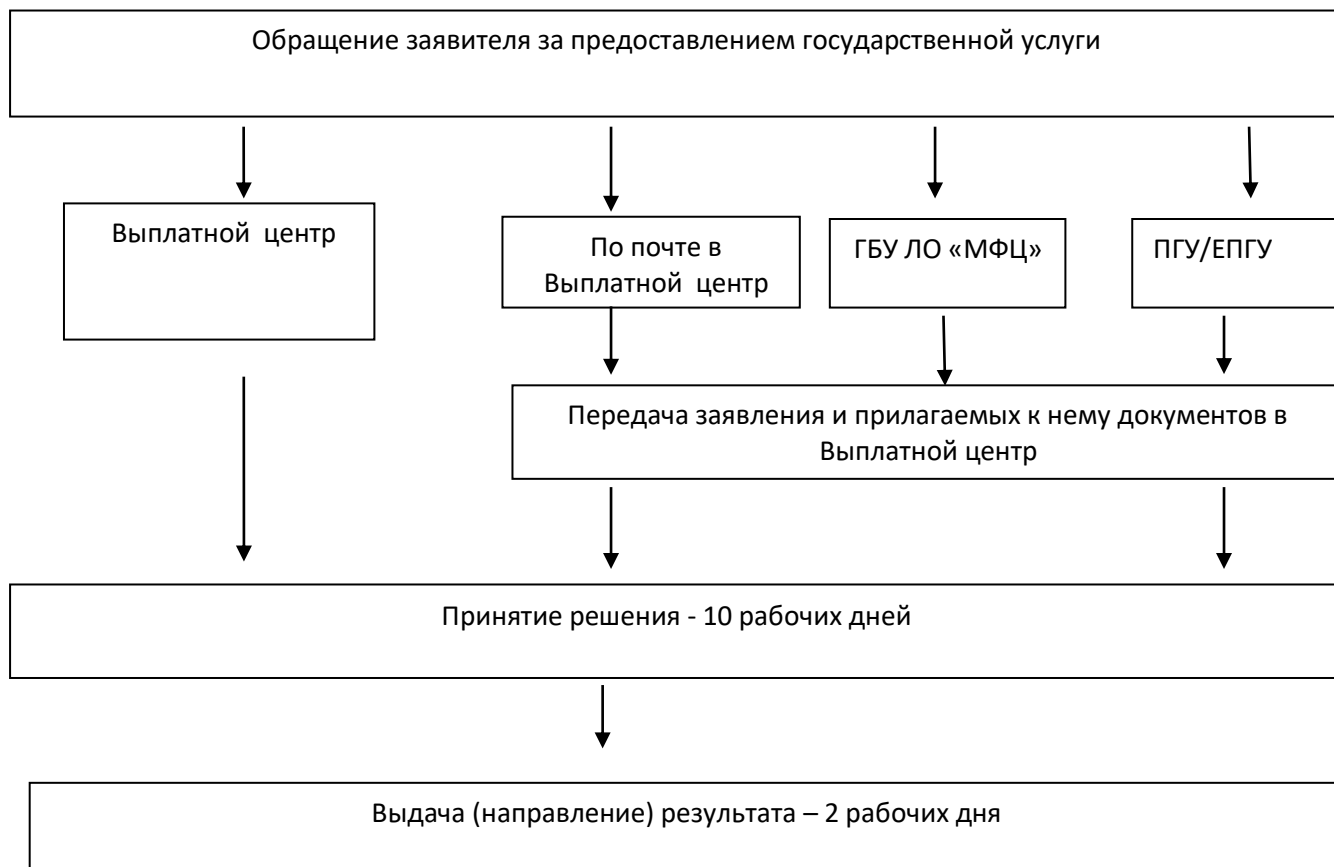 Обращение заявителя за предоставлением государственной услуги
Выплатной центр
По почте в
Выплатной центр
ГБУ ЛО «МФЦ»
ПГУ/ЕПГУ
Передача заявления и прилагаемых к нему документов в
Выплатной центр
Принятие решения - 10 рабочих дней
Выдача (направление) результата – 2 рабочих дня